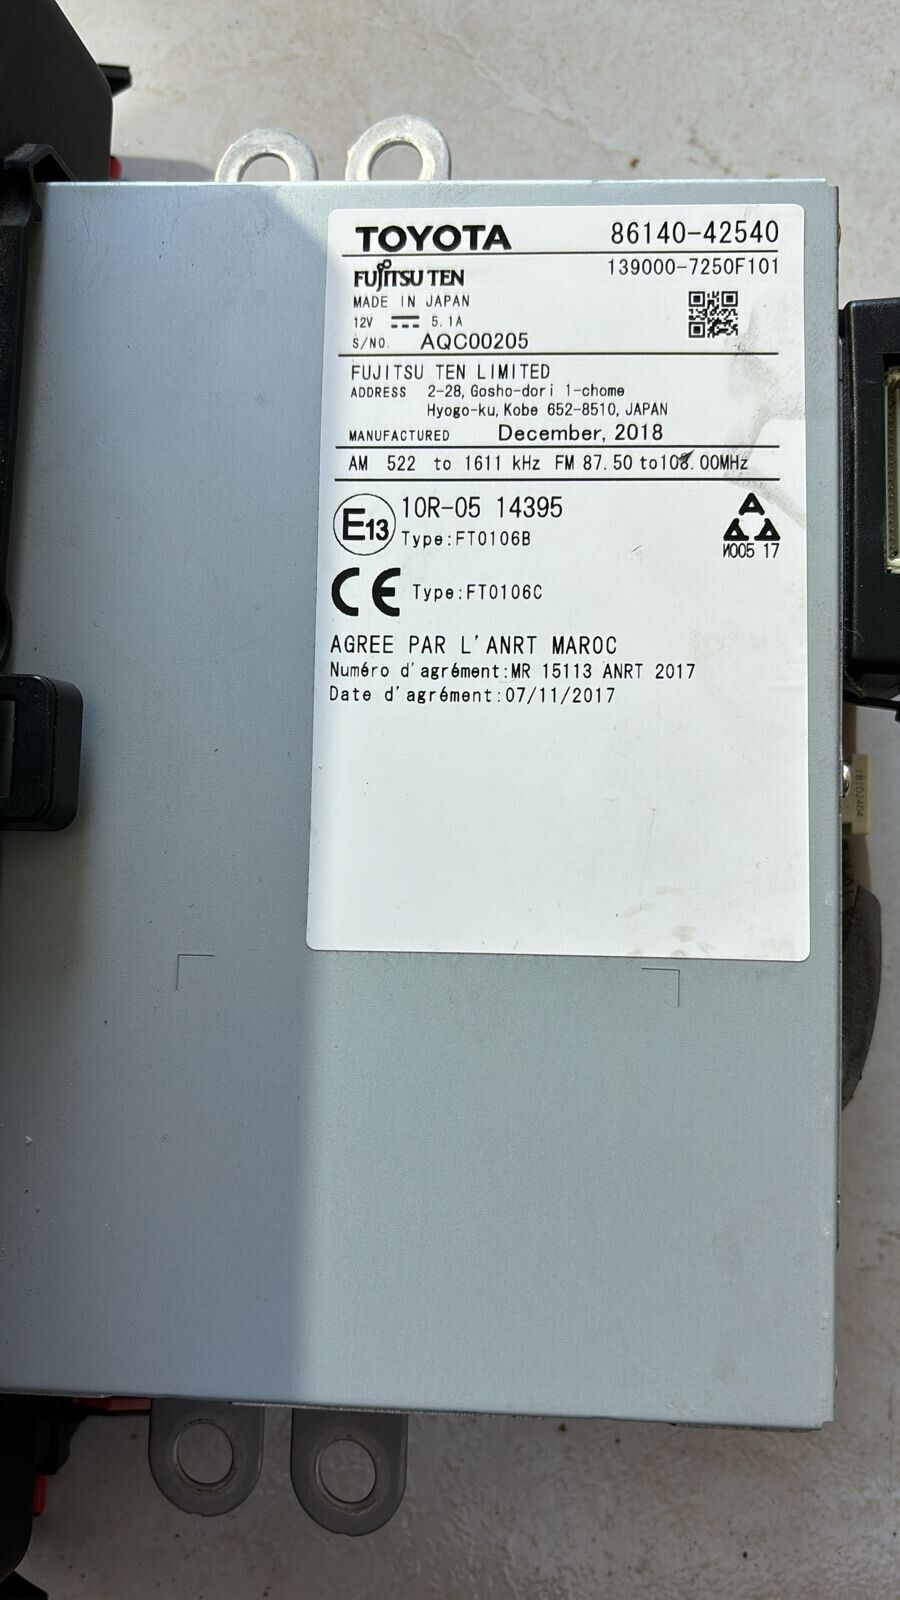 TOYOTA 86140-42540
FUJITSU TEN 139000-7250F101
MADE IN JAPAN
12V 5.1A
S/NO. AQC00205
FUJITSU TEN LIMITED
ADDRESS 2-28, Gosho-dori 1-chome
Hyogo-ku, Kobe 652-8510, JAPAN
MANUFACTURED December, 2018
AM 522 to 1611 kHz FM 87.50 to 108.00MHz
E13 10R-05 14395
Type:FT0106B
И005 17
CE Type:FT0106C
AGREE PAR L'ANRT MAROC
Numéro d'agrément:MR 15113 ANRT 2017
Date d'agrément:07/11/2017
18102404